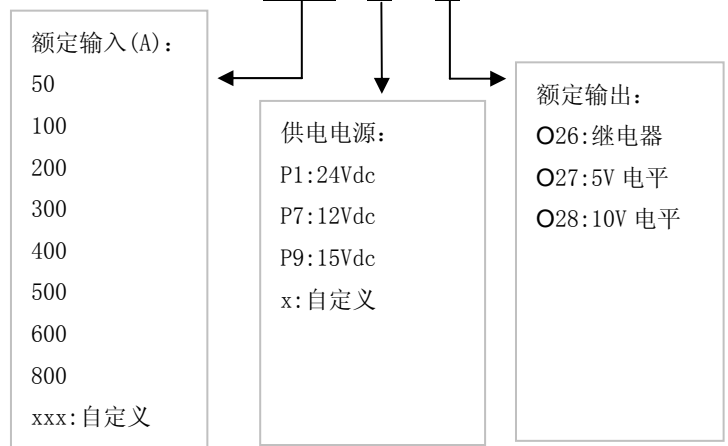 额定输入(A):
50
100
200
300
400
500
600
800
xxx:自定义
供电电源：
P1:24Vdc
P7:12Vdc
P9:15Vdc
x:自定义
额定输出：
O26:继电器
O27:5V 电平
O28:10V 电平